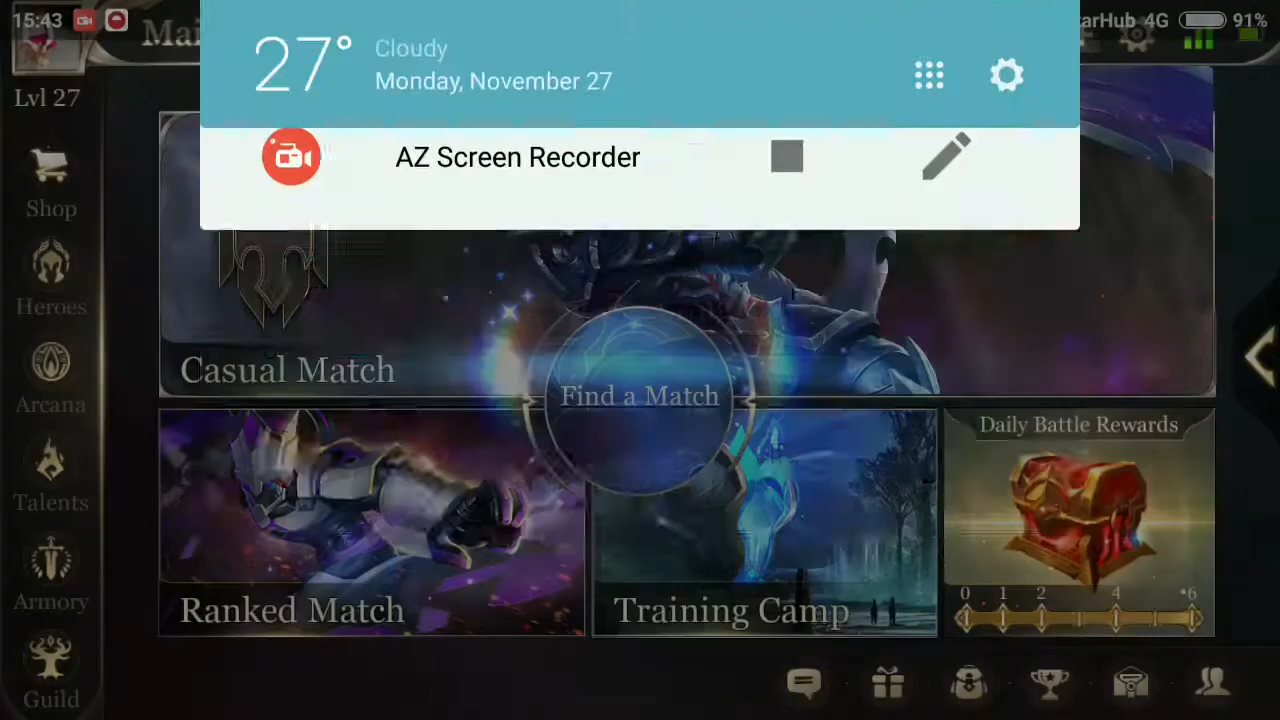 15:43
arHub 4G 91%
Mai
27° Cloudy
Monday, November 27
AZ Screen Recorder
Lvl 27
Shop
Heroes
Arcana
Talents
Armory
Guild
Casual Match
Find a Match
Ranked Match
Training Camp
Daily Battle Rewards
0 1 2 4 6